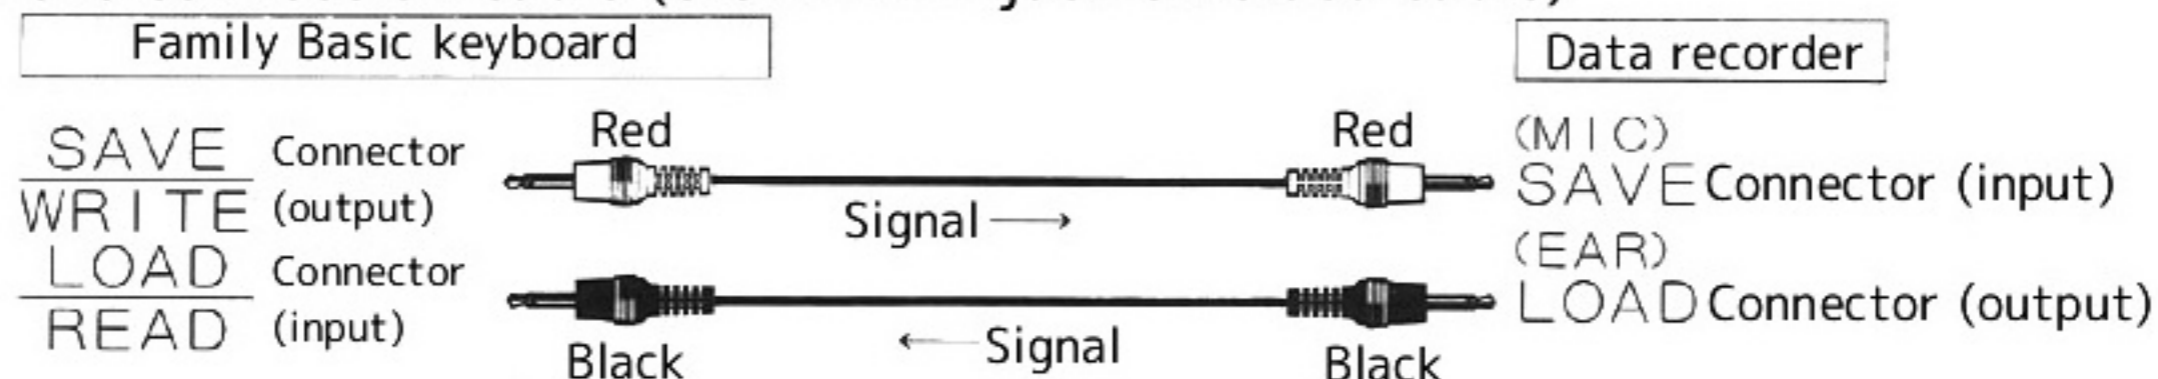 Family Basic keyboard
Data recorder
SAVE Connector
WRITE (output)
Red
Red
(MIC)
SAVE Connector (input)
Signal →
LOAD Connector
READ (input)
(EAR)
LOAD Connector (output)
← Signal
Black
Black